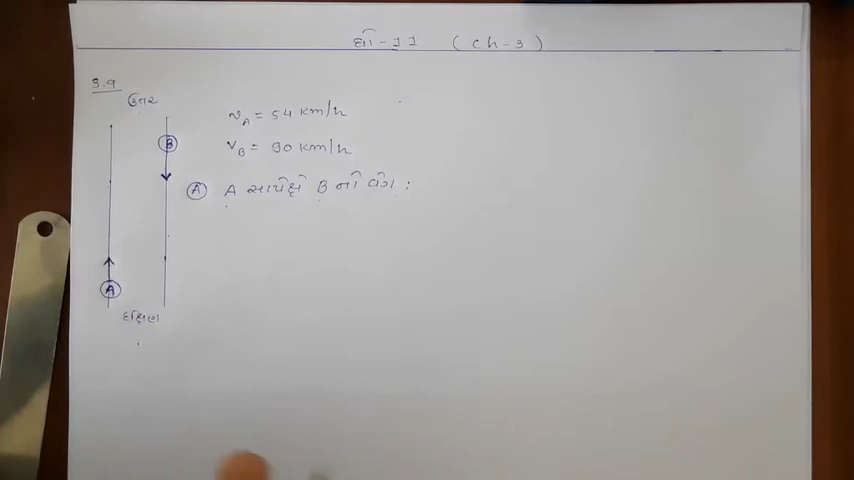 ધો - 11 ( ch - 3 )
3.9
ઉત્તર
vA = 54 km/h
B
vB = 90 km/h
A A સાપેક્ષે B નો વેગ :
A
દક્ષિણ